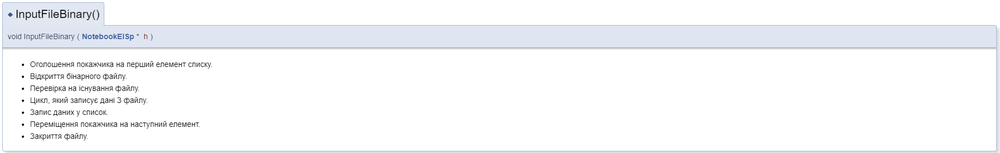 InputFileBinary()
void InputFileBinary ( NotebookElSp * h )
Оголошення покажчика на перший елемент списку.
Відкриття бінарного файлу.
Перевірка на існування файлу.
Цикл, який записує дані З файлу.
Запис даних у список.
Переміщення покажчика на наступний елемент.
Закриття файлу.